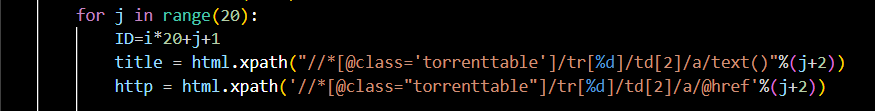 for j in range(20):
ID=i*20+j+1
title = html.xpath("//*[@class='torrenttable']/tr[%d]/td[2]/a/text()"%(j+2))
http = html.xpath('//*[@class="torrenttable"]/tr[%d]/td[2]/a/@href'%(j+2))